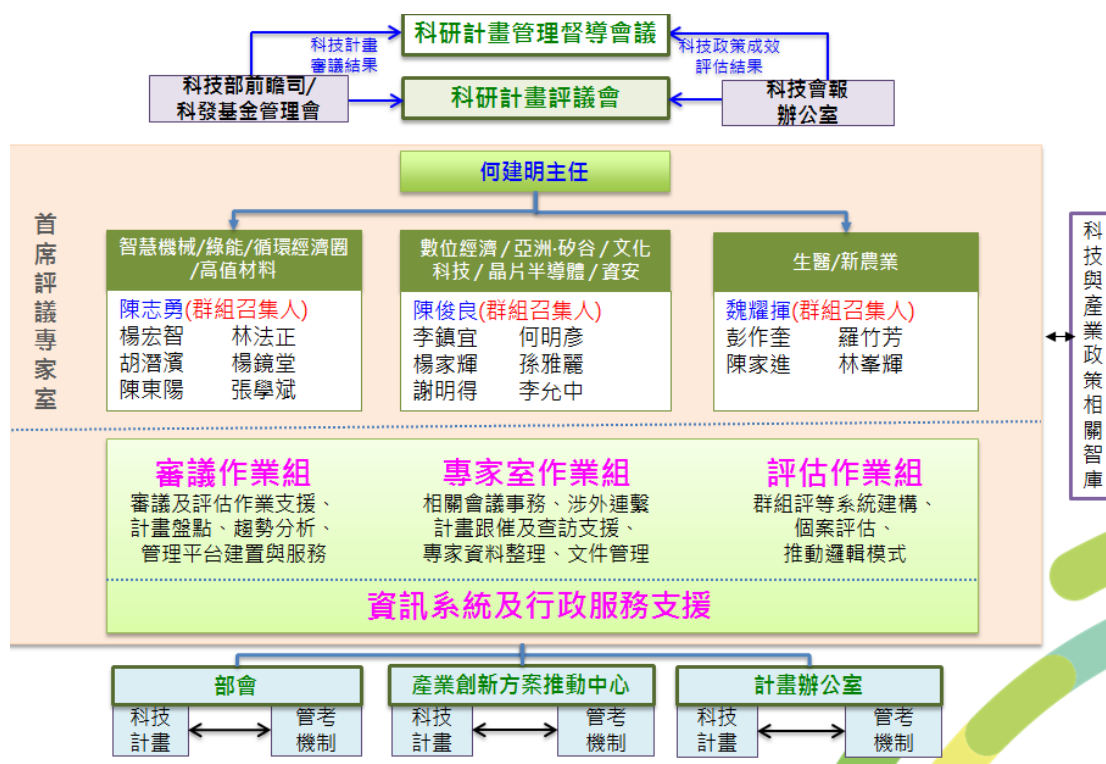 科研計畫管理督導會議
科技計畫
審議結果
科技政策成效
評估結果
科技部前瞻司/
科發基金管理會
科研計畫評議會
科技會報
辦公室
首席評議專家室
何建明主任
智慧機械/綠能/循環經濟圈
/高值材料
陳志勇(群組召集人)
楊宏智 林法正
胡潛濱 楊鏡堂
陳東陽 張學斌
數位經濟/亞洲·矽谷/文化
科技/晶片半導體/資安
陳俊良(群組召集人)
李鎮宜 何明彥
楊家輝 孫雅麗
謝明得 李允中
生醫/新農業
魏耀揮(群組召集人)
彭作奎 羅竹芳
陳家進 林峯輝
科技與產業政策相關智庫
審議作業組
審議及評估作業支援、
計畫盤點、趨勢分析、
管理平台建置與服務
專家室作業組
相關會議事務、涉外連繫
計畫跟催及查訪支援、
專家資料整理、文件管理
評估作業組
群組評等系統建構、
個案評估、
推動邏輯模式
資訊系統及行政服務支援
部會
科技
計畫
管考
機制
產業創新方案推動中心
科技
計畫
管考
機制
計畫辦公室
科技
計畫
管考
機制